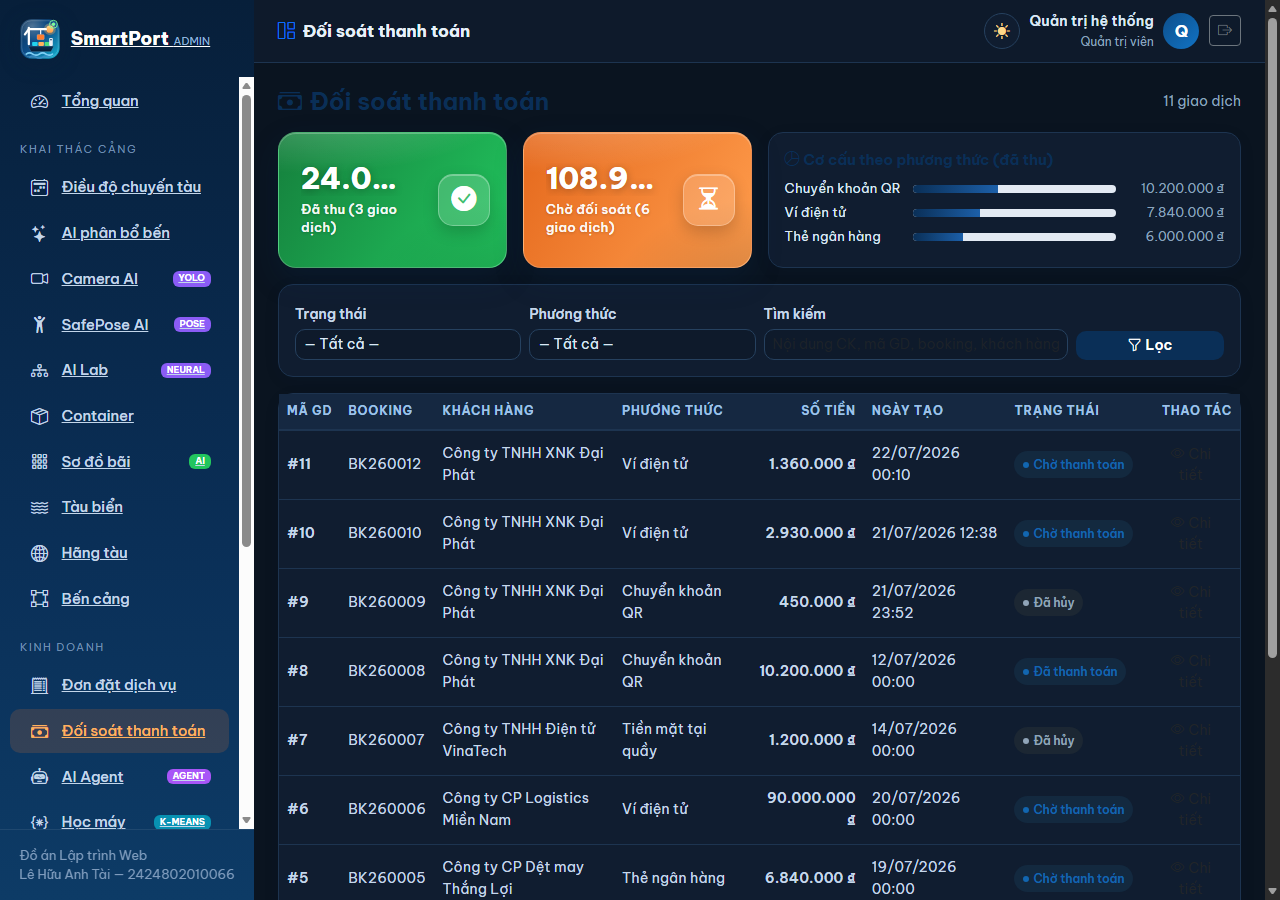 SmartPort ADMIN
Tổng quan
KHAI THÁC CẢNG
Điều độ chuyến tàu
AI phân bổ bến
Camera AI YOLO
SafePose AI POSE
AI Lab NEURAL
Container
Sơ đồ bãi AI
Tàu biển
Hãng tàu
Bến cảng
KINH DOANH
Đơn đặt dịch vụ
Đối soát thanh toán
AI Agent AGENT
Học máy K-MEANS
Đồ án Lập trình Web
Lê Hữu Anh Tài — 2424802010066
Đối soát thanh toán
Quản trị hệ thống
Quản trị viên
Q
Đối soát thanh toán
11 giao dịch
24.0...
Đã thu (3 giao
dịch)
108.9...
Chờ đối soát (6
giao dịch)
Cơ cấu theo phương thức (đã thu)
Chuyển khoản QR 10.200.000 ₫
Ví điện tử 7.840.000 ₫
Thẻ ngân hàng 6.000.000 ₫
Trạng thái Phương thức Tìm kiếm
— Tất cả — — Tất cả — Nội dung CK, mã GD, booking, khách hàng Lọc
MÃ GD BOOKING KHÁCH HÀNG PHƯƠNG THỨC SỐ TIỀN NGÀY TẠO TRẠNG THÁI THAO TÁC
#11 BK260012 Công ty TNHH XNK Đại Phát Ví điện tử 1.360.000 ₫ 22/07/2026 00:10 Chờ thanh toán Chi tiết
#10 BK260010 Công ty TNHH XNK Đại Phát Ví điện tử 2.930.000 ₫ 21/07/2026 12:38 Chờ thanh toán Chi tiết
#9 BK260009 Công ty TNHH XNK Đại Phát Chuyển khoản QR 450.000 ₫ 21/07/2026 23:52 Đã hủy Chi tiết
#8 BK260008 Công ty TNHH XNK Đại Phát Chuyển khoản QR 10.200.000 ₫ 12/07/2026 00:00 Đã thanh toán Chi tiết
#7 BK260007 Công ty TNHH Điện tử VinaTech Tiền mặt tại quầy 1.200.000 ₫ 14/07/2026 00:00 Đã hủy Chi tiết
#6 BK260006 Công ty CP Logistics Miền Nam Ví điện tử 90.000.000 ₫ 20/07/2026 00:00 Chờ thanh toán Chi tiết
#5 BK260005 Công ty CP Dệt may Thắng Lợi Thẻ ngân hàng 6.840.000 ₫ 19/07/2026 00:00 Chờ thanh toán Chi tiết